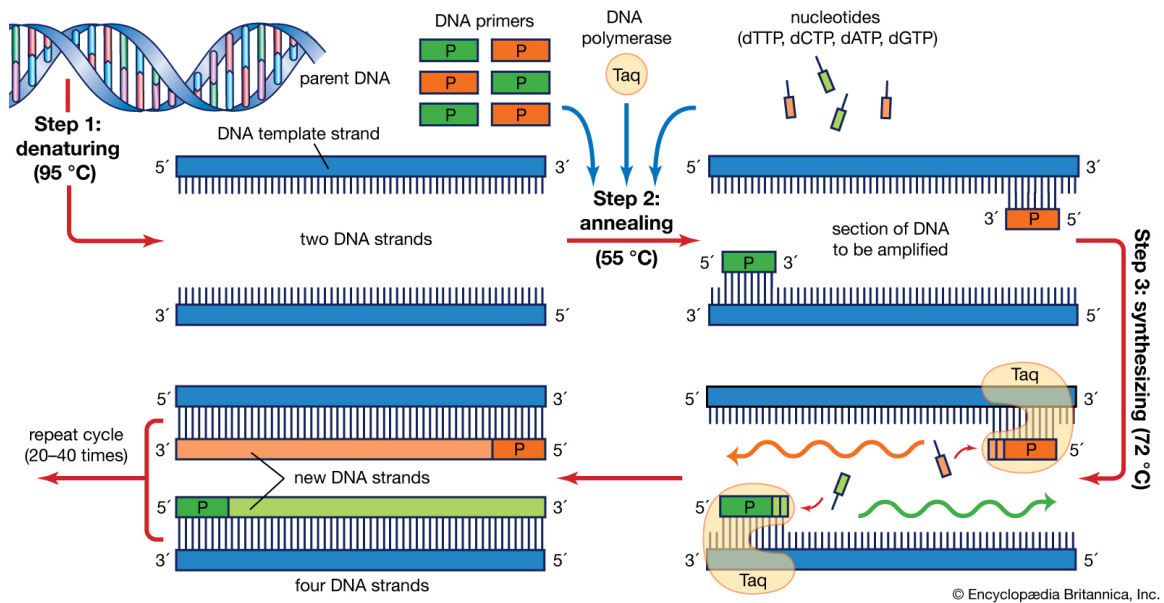 DNA primers
P P
P P
P P
DNA
polymerase
Taq
nucleotides
(dTTP, dCTP, dATP, dGTP)
parent DNA
Step 1:
denaturing
(95 °C)
DNA template strand
5′ 3′
two DNA strands
3′ 5′
Step 2:
annealing
(55 °C)
5′ 3′
3′ P 5′
section of DNA
to be amplified
5′ P 3′
3′ 5′
Step 3: synthesizing (72 °C)
5′ 3′
Taq
P 5′
5′ P
3′ 5′
Taq
5′ 3′
3′ P 5′
new DNA strands
5′ P 3′
3′ 5′
four DNA strands
repeat cycle
(20–40 times)
© Encyclopædia Britannica, Inc.